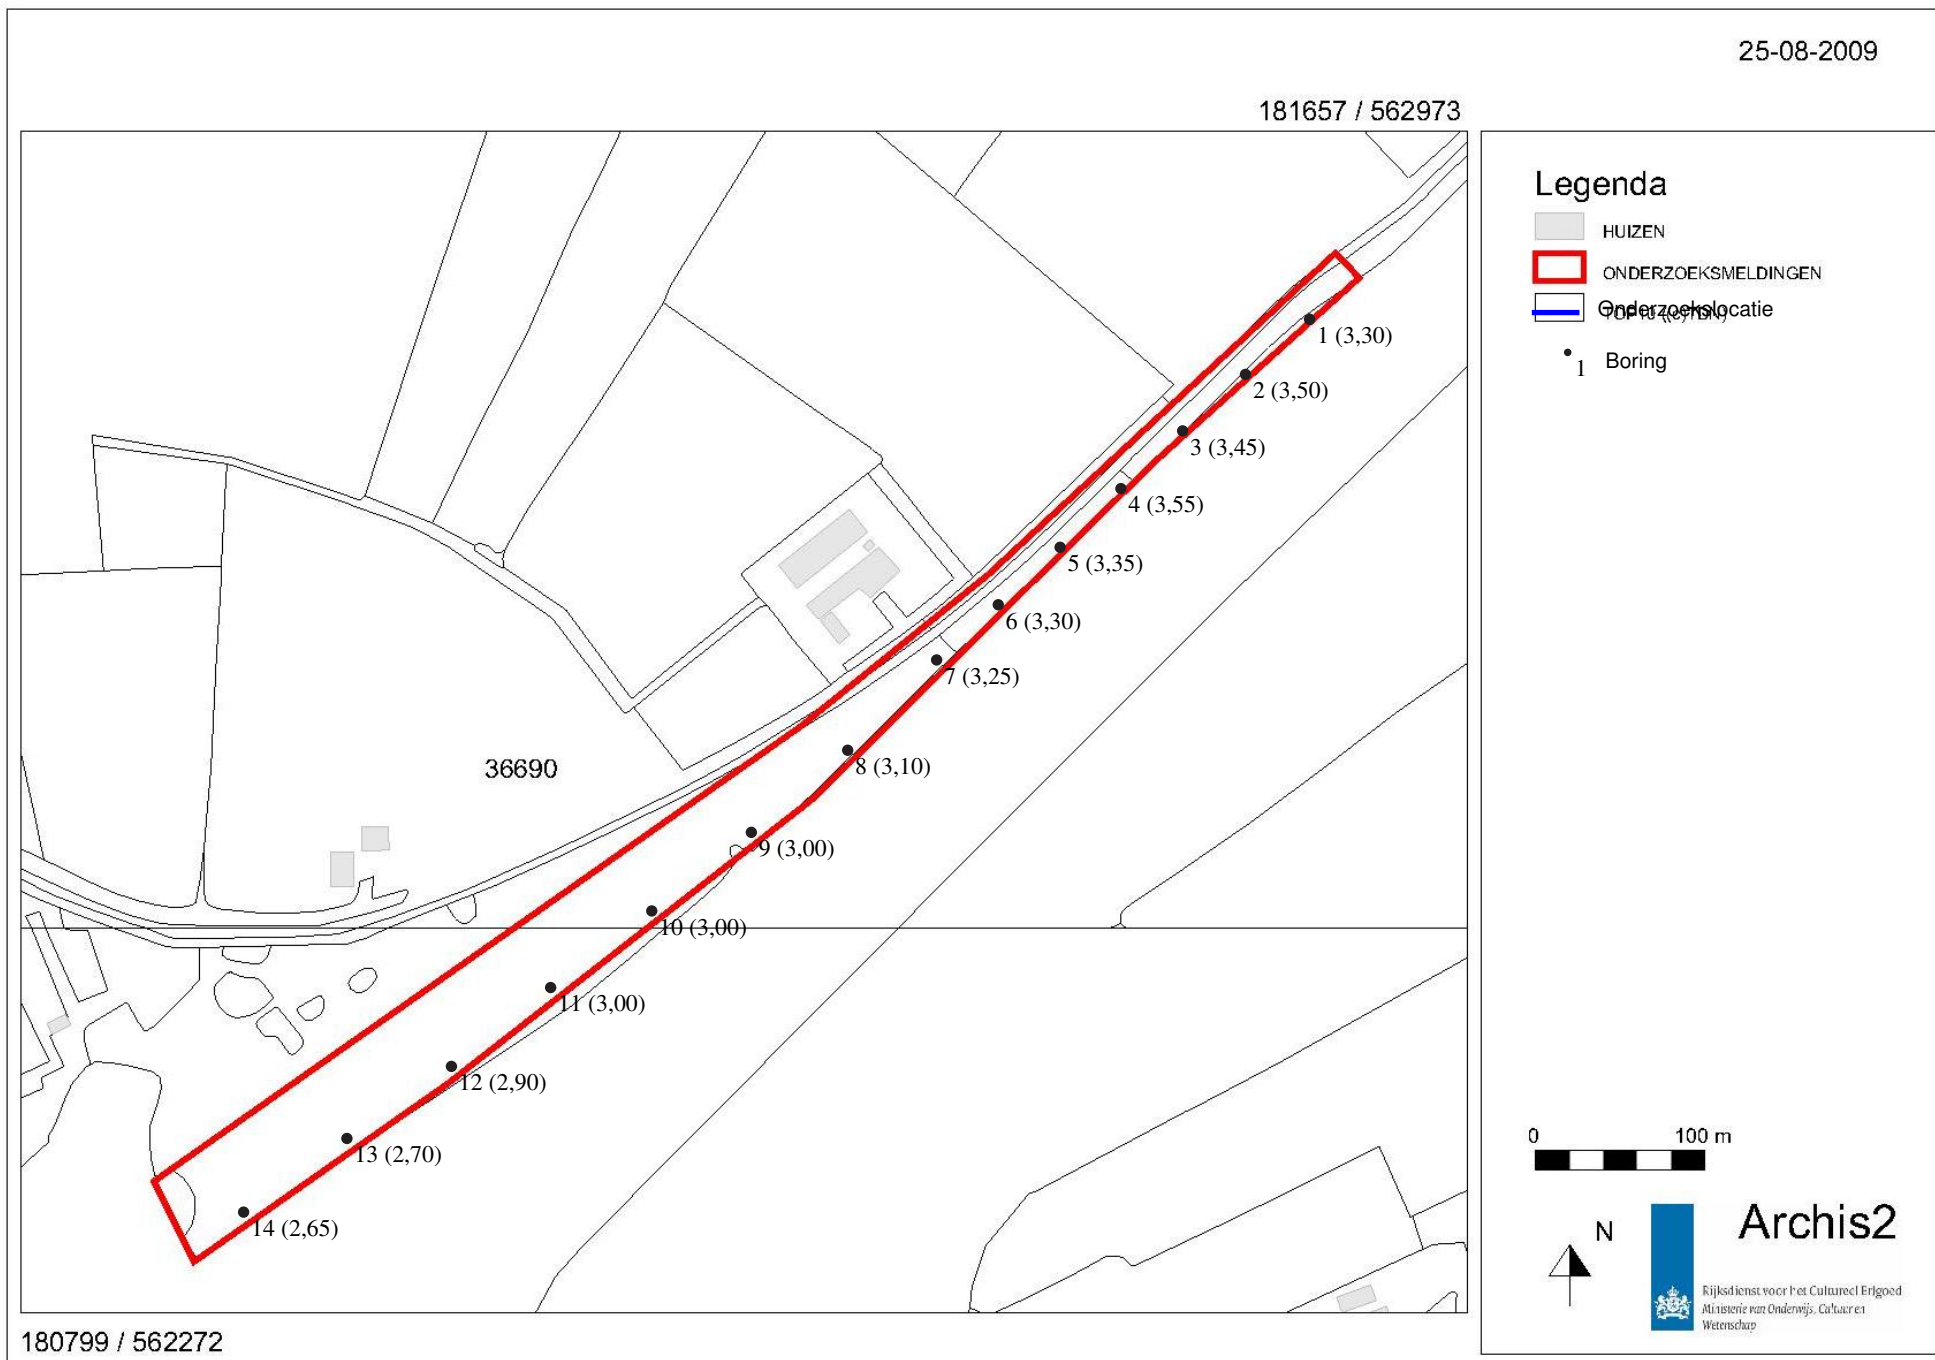 25-08-2009
181657 / 562973
Legenda
HUIZEN
ONDERZOEKSMELDINGEN
Onderzoekslocatie
1 Boring
1 (3,30)
2 (3,50)
3 (3,45)
4 (3,55)
5 (3,35)
6 (3,30)
7 (3,25)
8 (3,10)
36690
9 (3,00)
10 (3,00)
11 (3,00)
12 (2,90)
13 (2,70)
14 (2,65)
0 100 m
N
Archis2
Rijksdienst voor het Cultureel Erfgoed
Ministerie van Onderwijs, Cultuur en
Wetenschap
180799 / 562272